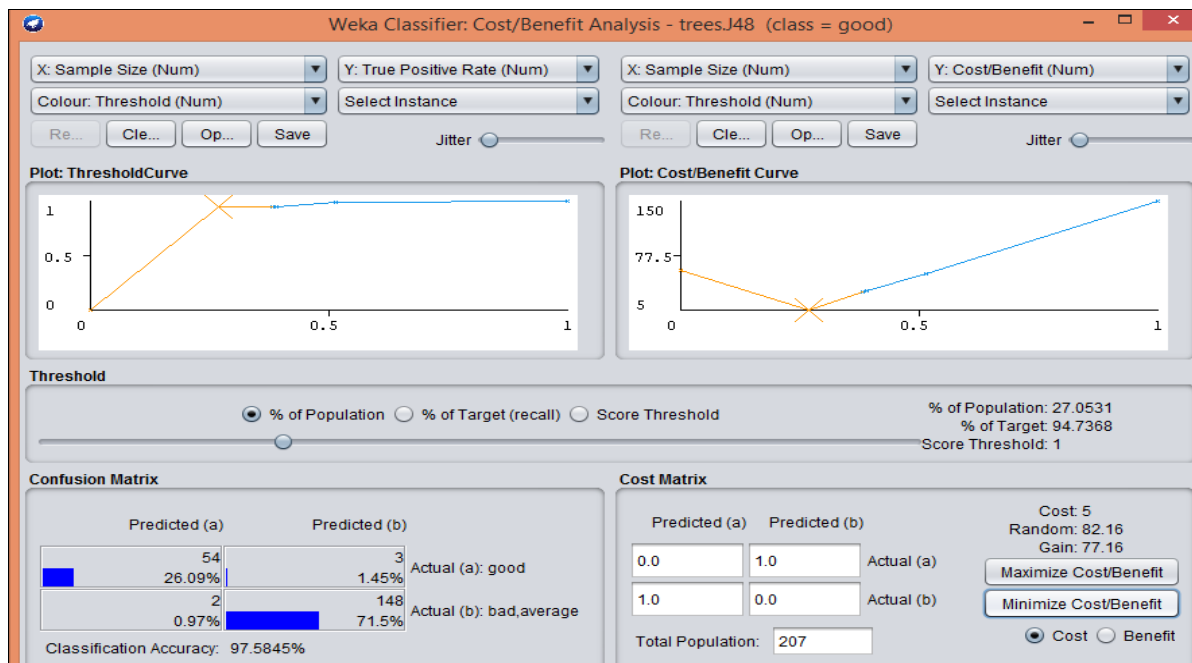 Weka Classifier: Cost/Benefit Analysis - trees.J48 (class = good)
X: Sample Size (Num)
Y: True Positive Rate (Num)
Colour: Threshold (Num)
Select Instance
Re...
Cle...
Op...
Save
Jitter
Plot: ThresholdCurve
1
0.5
0
0
0.5
1
X: Sample Size (Num)
Y: Cost/Benefit (Num)
Colour: Threshold (Num)
Select Instance
Re...
Cle...
Op...
Save
Jitter
Plot: Cost/Benefit Curve
150
77.5
5
0
0.5
1
Threshold
% of Population
% of Target (recall)
Score Threshold
% of Population: 27.0531
% of Target: 94.7368
Score Threshold: 1
Confusion Matrix
Predicted (a) Predicted (b)
54 3
26.09% 1.45%
Actual (a): good
2 148
0.97% 71.5%
Actual (b): bad,average
Classification Accuracy: 97.5845%
Cost Matrix
Predicted (a) Predicted (b)
0.0 1.0 Actual (a)
1.0 0.0 Actual (b)
Total Population: 207
Cost: 5
Random: 82.16
Gain: 77.16
Maximize Cost/Benefit
Minimize Cost/Benefit
Cost Benefit